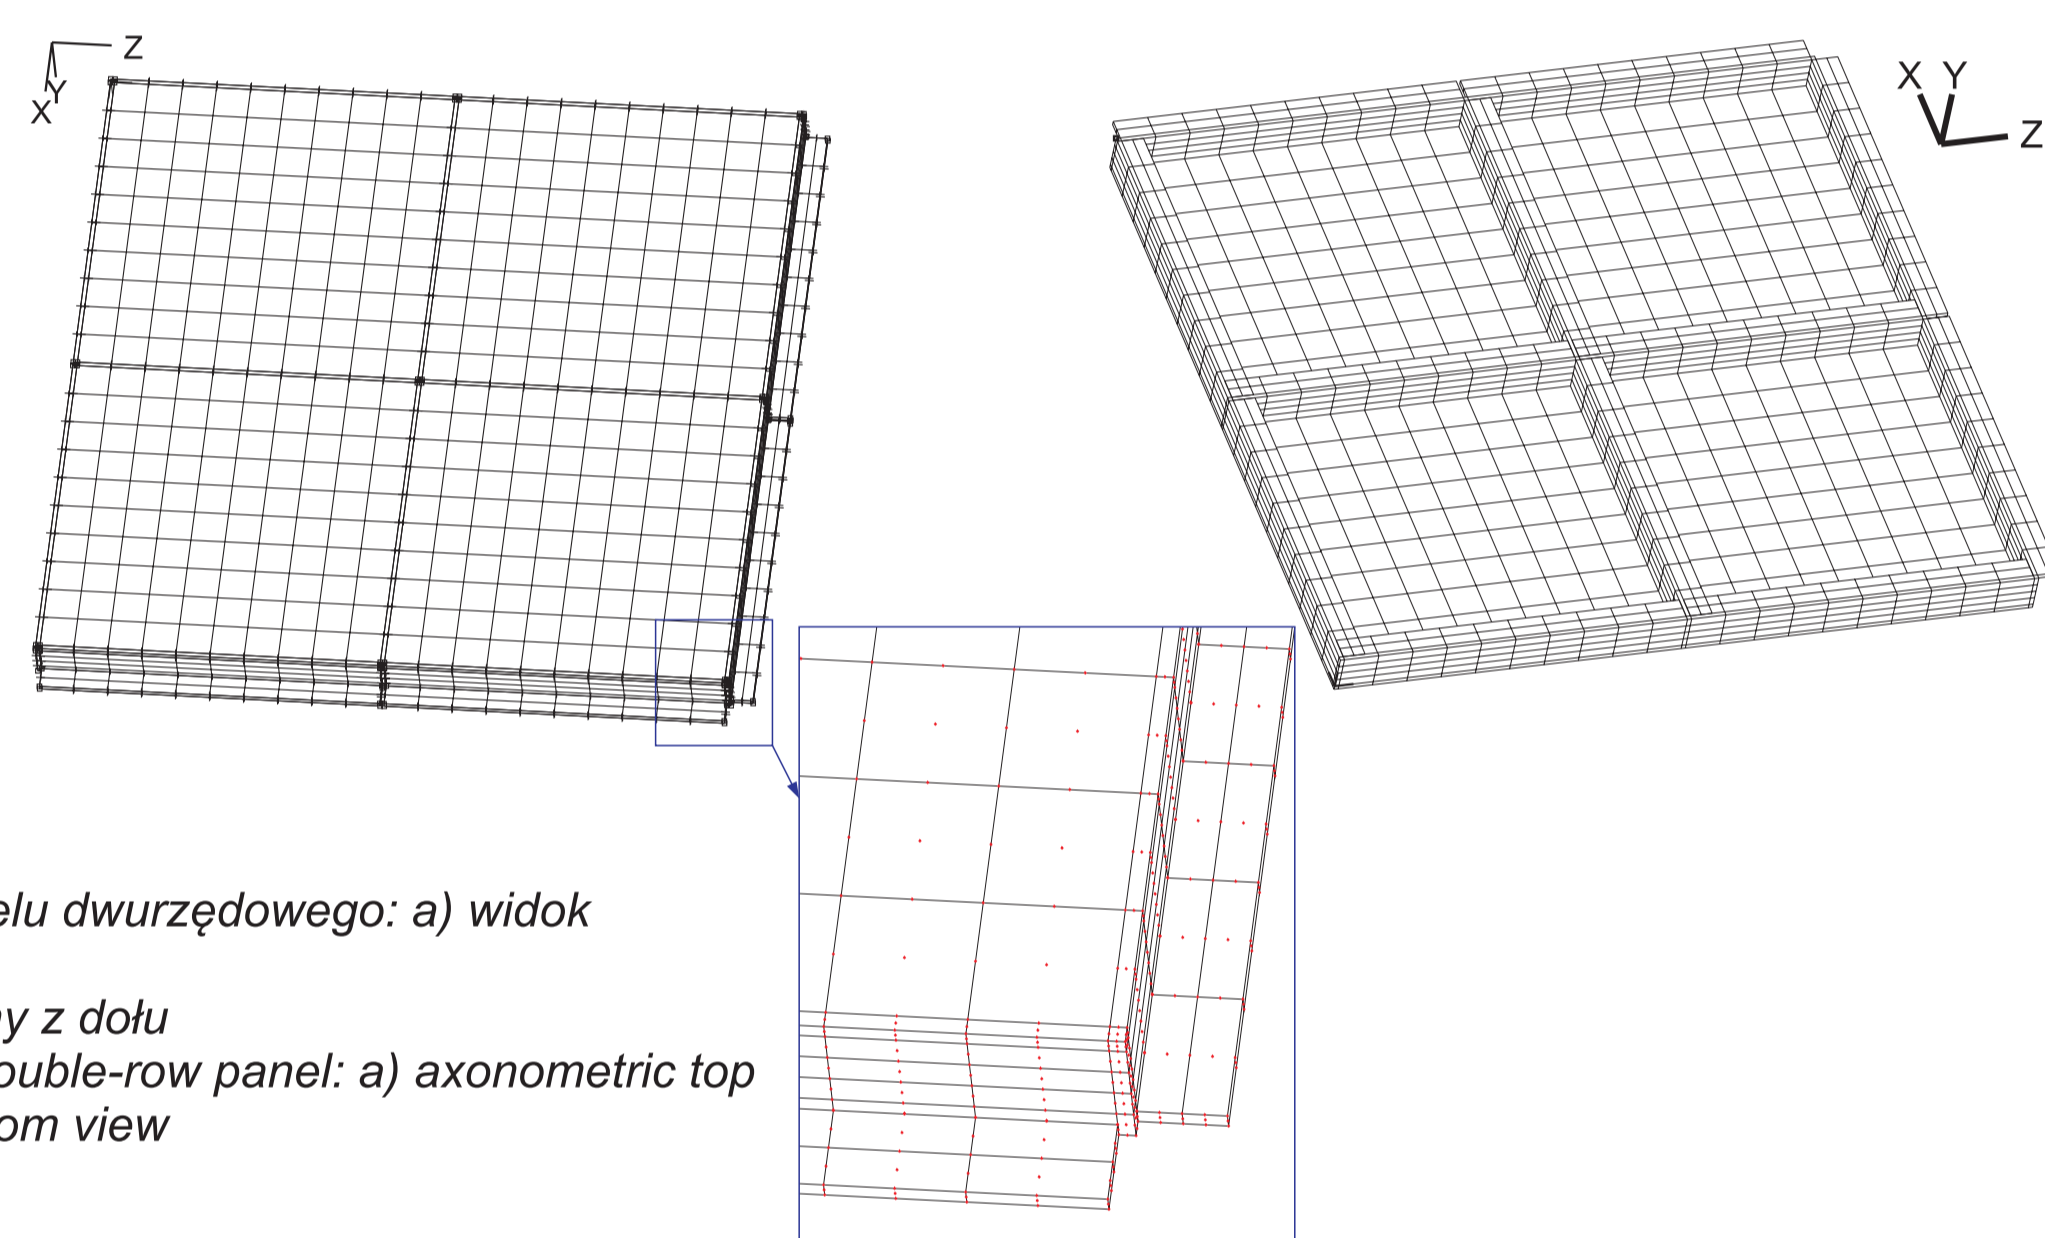 Z
Y
X
X Y
Z
elu dwurzędowego: a) widok
y z dołu
ouble-row panel: a) axonometric top
om view